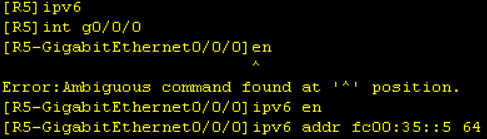 [R5]ipv6
[R5]int g0/0/0
[R5-GigabitEthernet0/0/0]en
^
Error:Ambiguous command found at '^' position.
[R5-GigabitEthernet0/0/0]ipv6 en
[R5-GigabitEthernet0/0/0]ipv6 addr fc00:35::5 64